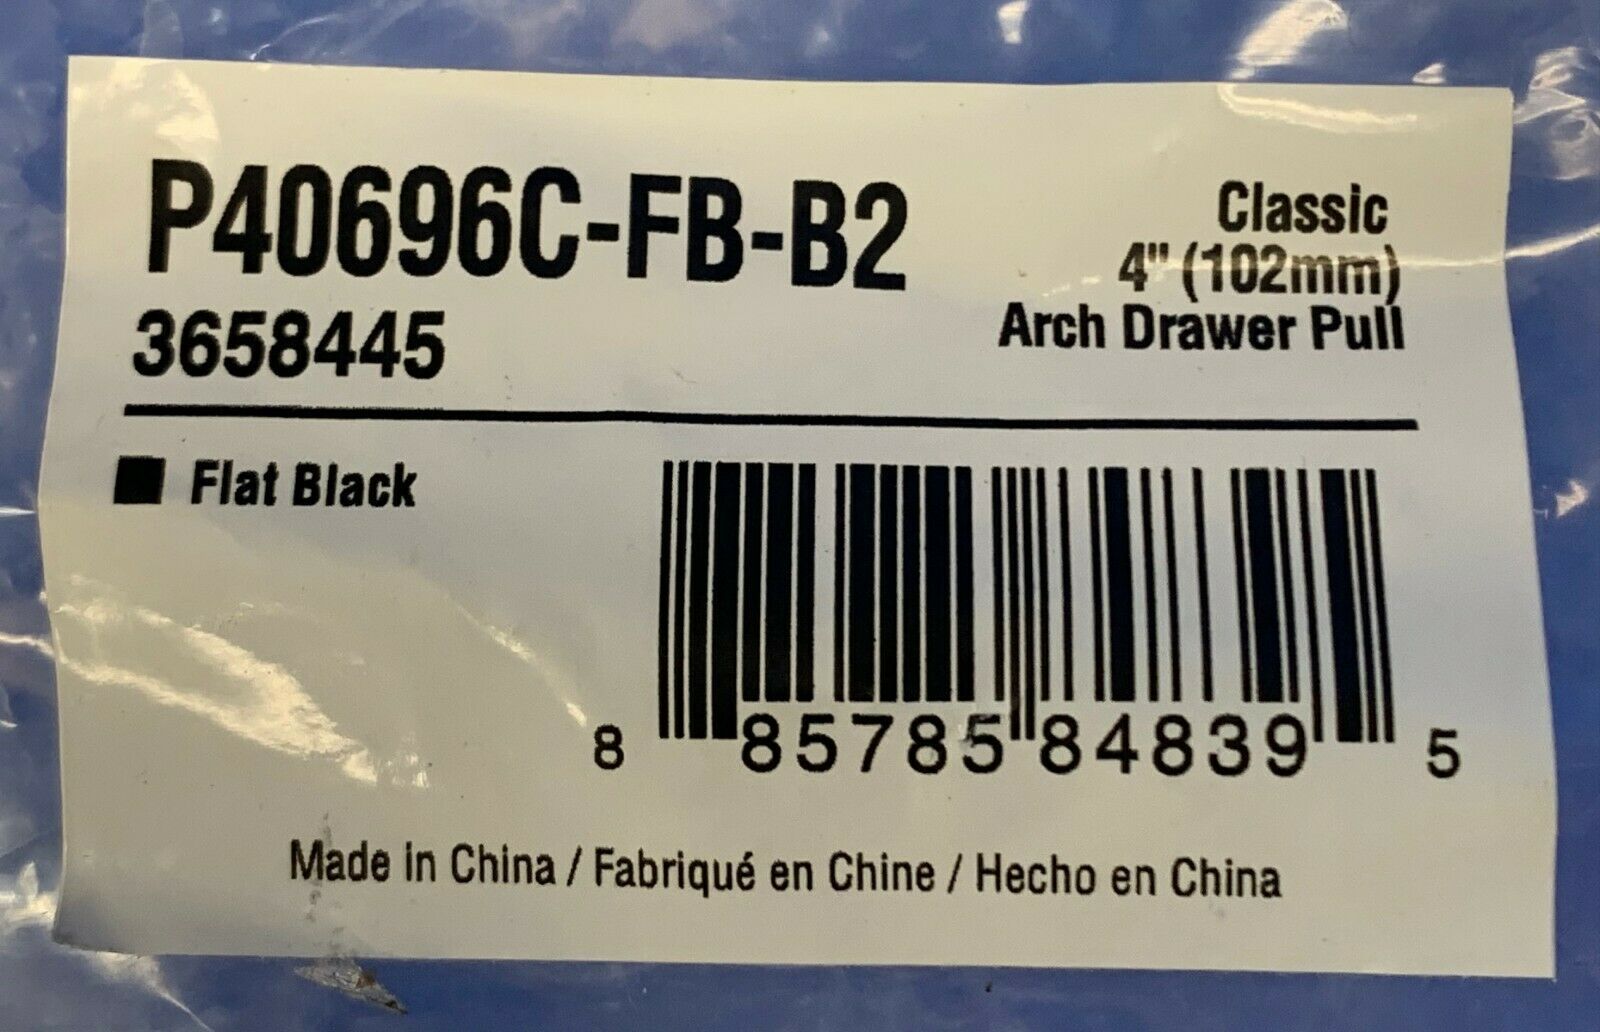 P40696C-FB-B2
3658445
Classic
4" (102mm)
Arch Drawer Pull
Flat Black
8 85785 84839 5
Made in China / Fabriqué en Chine / Hecho en China